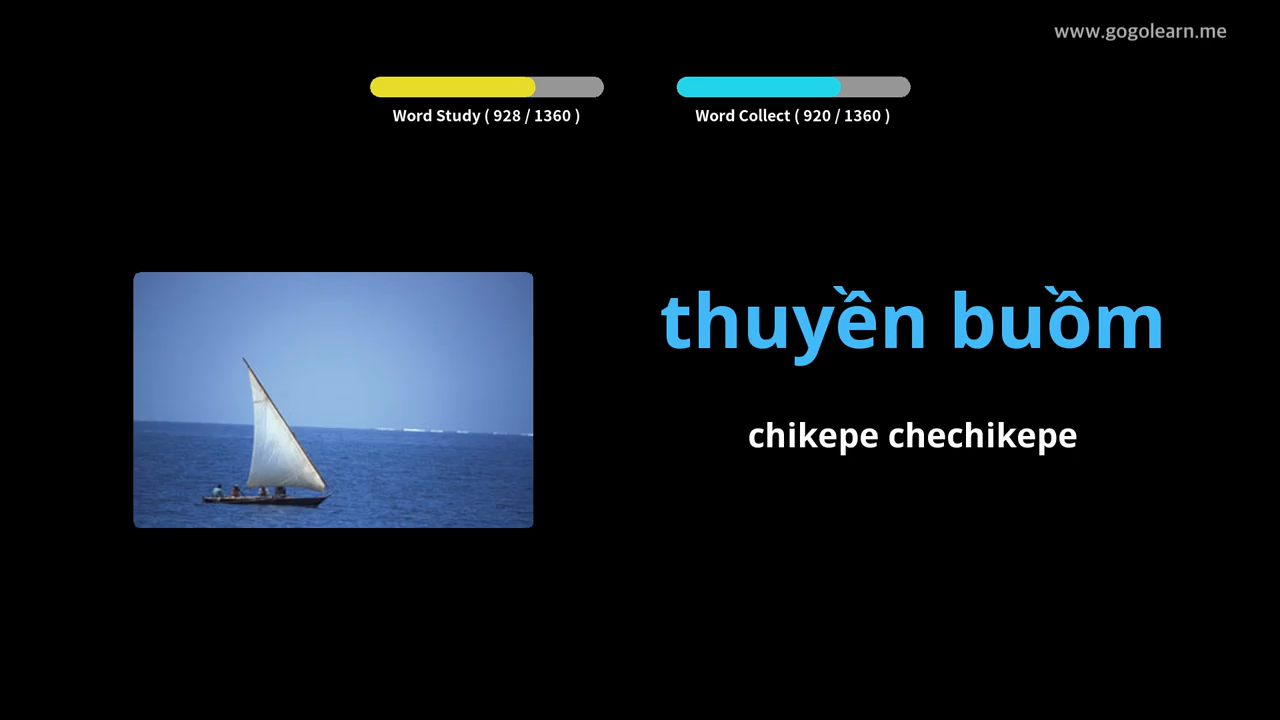 www.gogolearn.me
Word Study ( 928 / 1360 )
Word Collect ( 920 / 1360 )
thuyền buồm
chikepe chechikepe